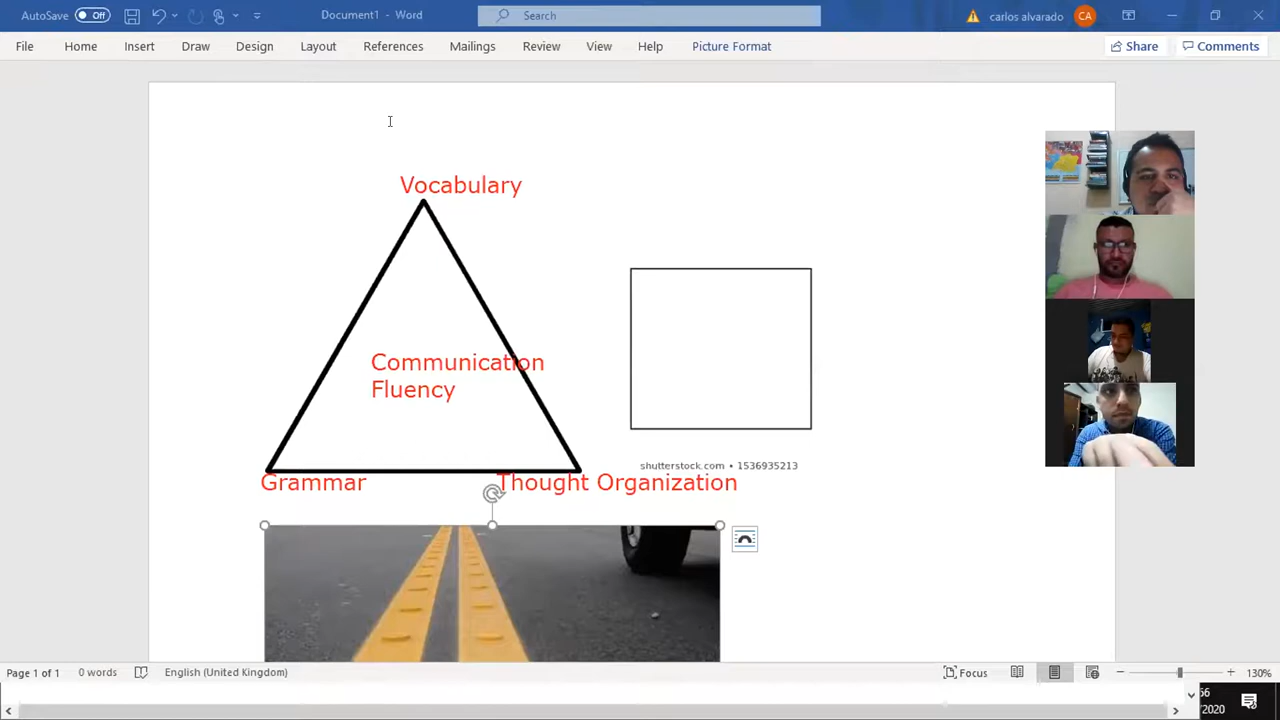 AutoSave Off Document1 - Word Search carlos alvarado CA
File Home Insert Draw Design Layout References Mailings Review View Help Picture Format Share Comments
Vocabulary
Communication
Fluency
shutterstock.com • 1536935213
Grammar Thought Organization
Page 1 of 1 0 words English (United Kingdom) Focus 130%
56
/2020